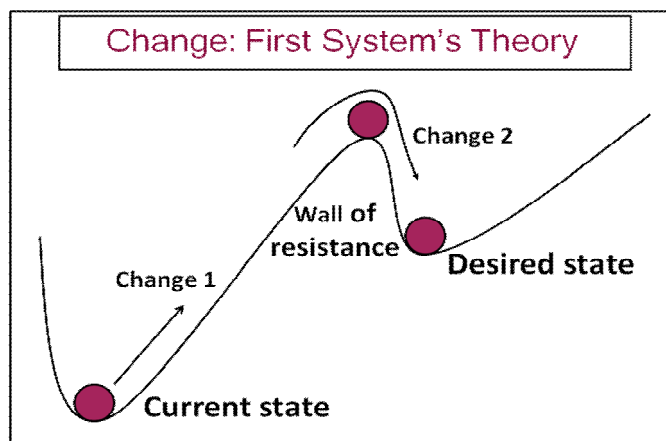 Change: First System's Theory
Change 2
Wall of
resistance
Desired state
Change 1
Current state